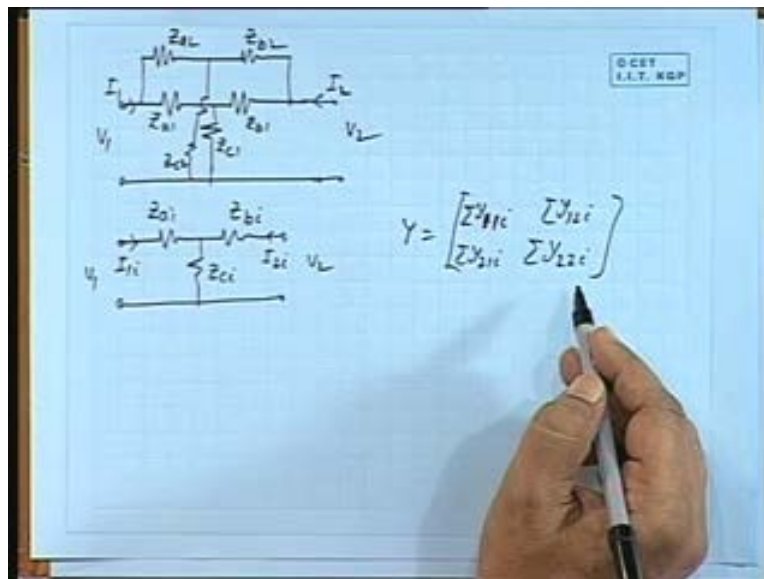 Za2 Zb2
O CET
I.I.T. KGP
I1 I2
Za1 Za1
V1 Zc2 Zc1 V2
Zai Zbi
I1i I2i
V1 Zci V2
Y = [ΣY11i ΣY12i
ΣY21i ΣY22i]